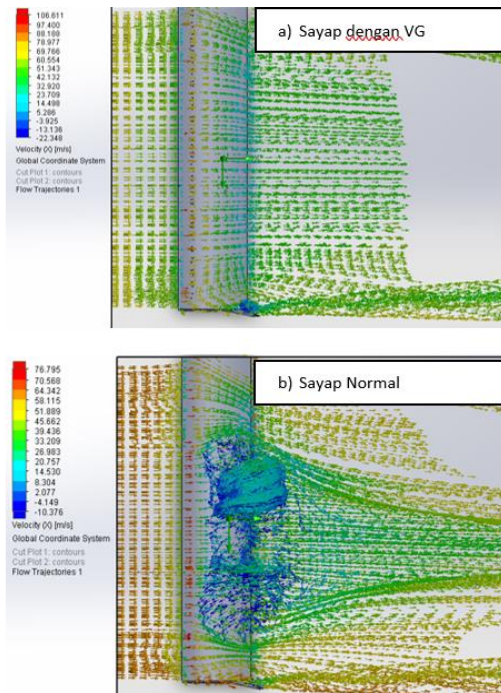 106.611
97.400
88.188
78.977
69.766
60.554
51.343
42.132
32.920
23.709
14.498
5.286
-3.925
-13.136
-22.348
Velocity (X) [m/s]
Global Coordinate System
Cut Plot 1: contours
Cut Plot 2: contours
Flow Trajectories 1
a) Sayap dengan VG
76.795
70.568
64.342
58.115
51.889
45.662
39.436
33.209
26.983
20.757
14.530
8.304
2.077
-4.149
-10.376
Velocity (X) [m/s]
Global Coordinate System
Cut Plot 1: contours
Cut Plot 2: contours
Flow Trajectories 1
b) Sayap Normal